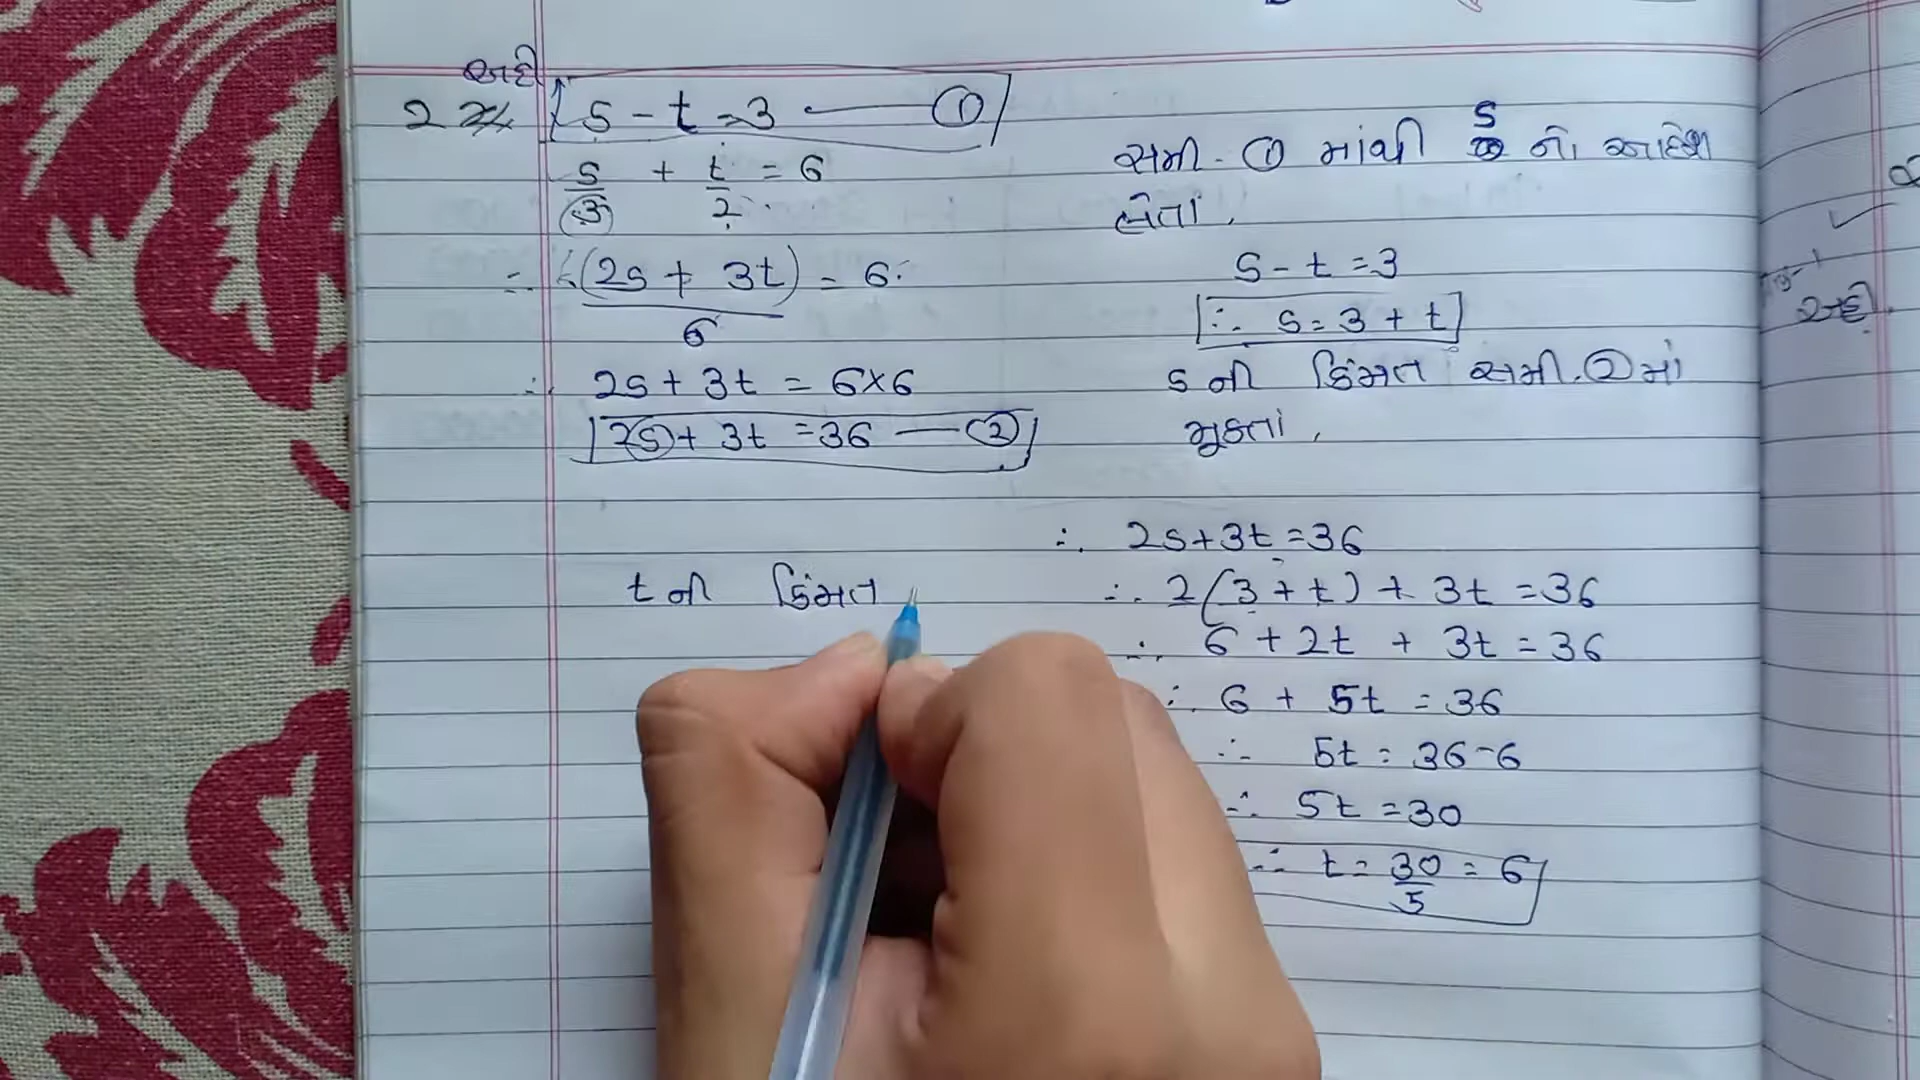 અહીં
2 s - t = 3 — ①
s/3 + t/2 = 6
∴ (2s + 3t)/6 = 6
∴ 2s + 3t = 6×6
2s + 3t = 36 — ②
t ની કિંમત
સમી. ① માંથી s નો આદેશ
લેતાં,
s - t = 3
∴ s = 3 + t
s ની કિંમત સમી. ② માં
મુકતાં,
∴ 2s + 3t = 36
∴ 2(3 + t) + 3t = 36
∴ 6 + 2t + 3t = 36
∴ 6 + 5t = 36
∴ 5t = 36 - 6
∴ 5t = 30
∴ t = 30/5 = 6